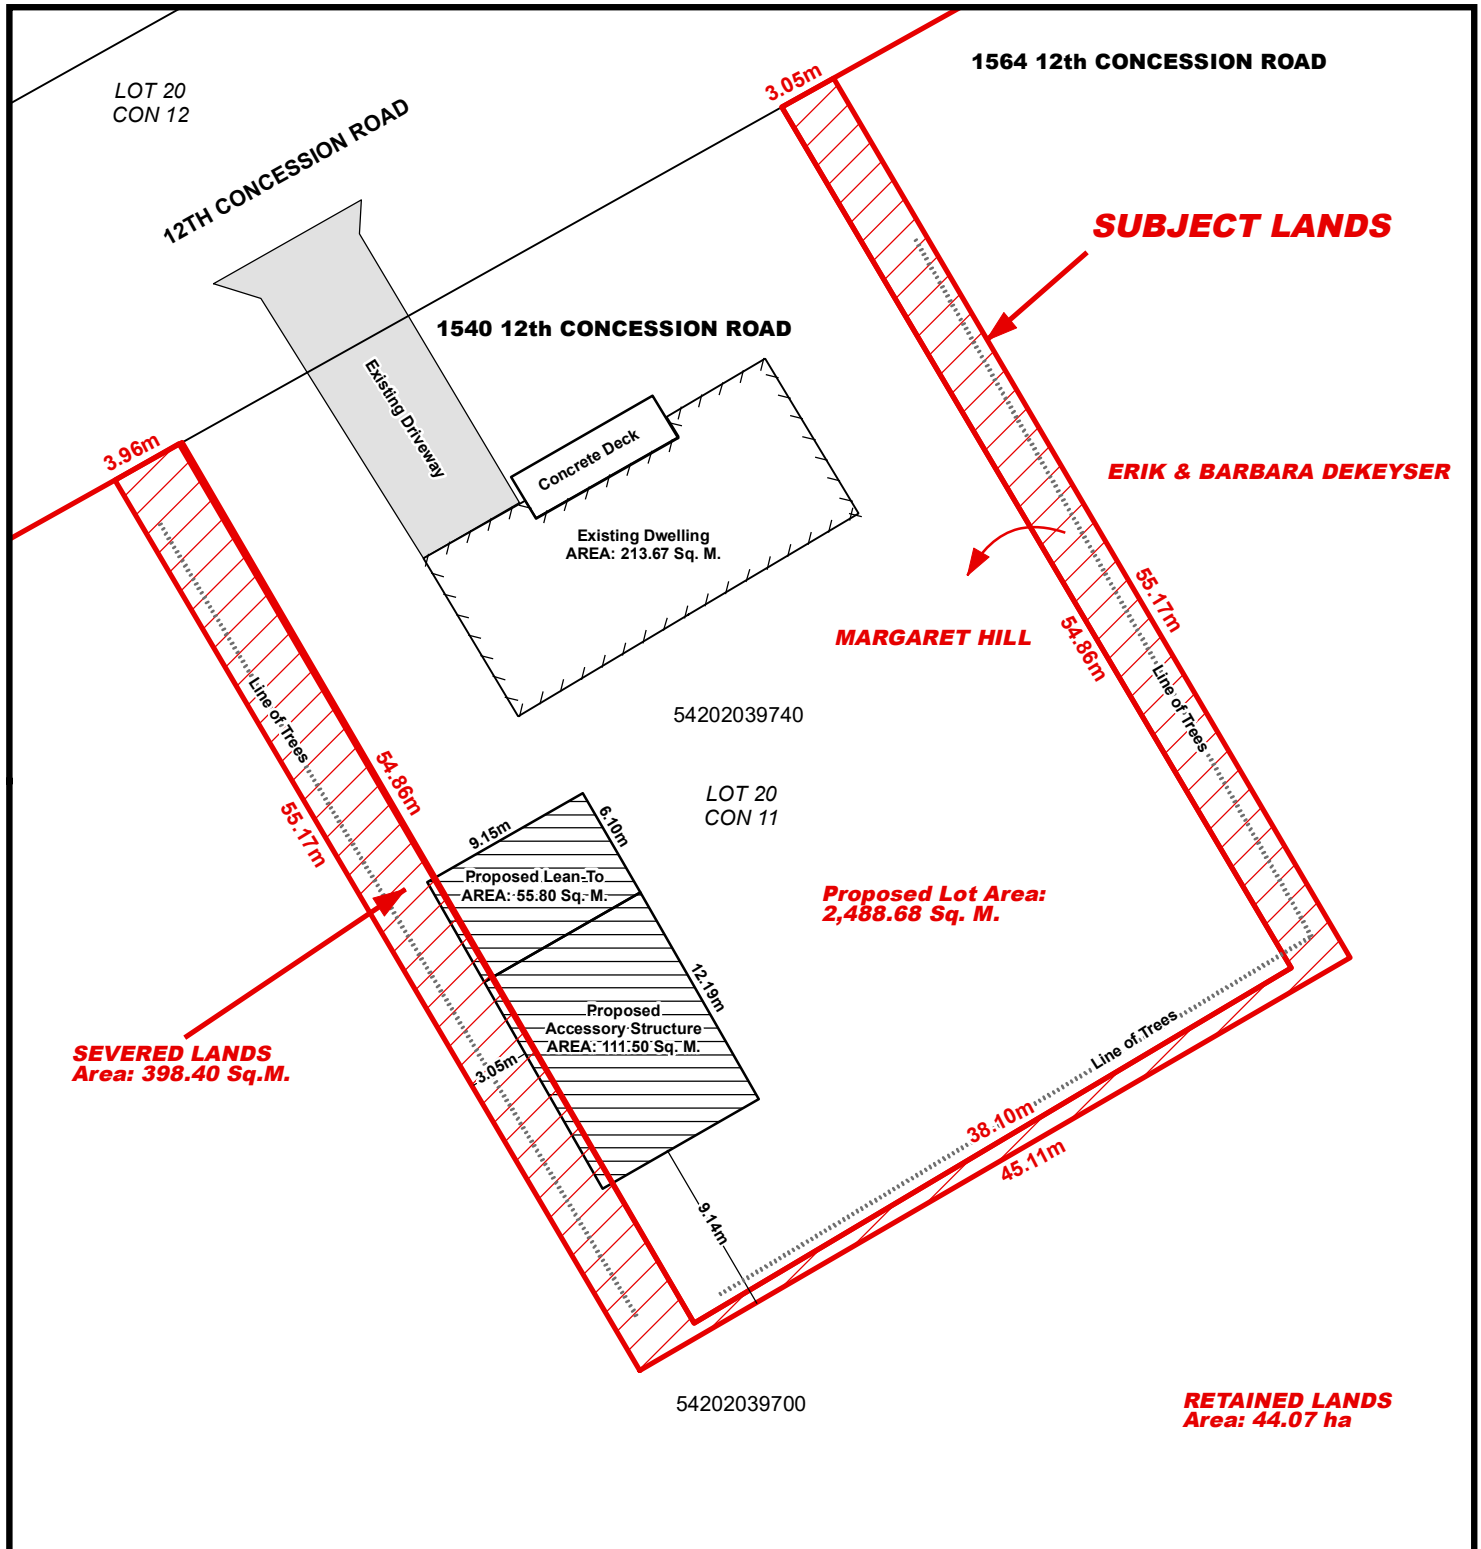 1564 12th CONCESSION ROAD
3.05m
LOT 20
CON 12
12TH CONCESSION ROAD
SUBJECT LANDS
1540 12th CONCESSION ROAD
Existing Driveway
Concrete Deck
3.96m
ERIK & BARBARA DEKEYSER
Existing Dwelling
AREA: 213.67 Sq. M.
55.17m
54.86m
MARGARET HILL
Line of Trees
Line of Trees
54202039740
54.86m
55.17m
LOT 20
CON 11
9.15m
6.10m
Proposed Lean-To
AREA: 55.80 Sq. M.
Proposed Lot Area:
2,488.68 Sq. M.
12.19m
Proposed
Accessory Structure
AREA: 111.50 Sq. M.
SEVERED LANDS
Area: 398.40 Sq.M.
3.05m
Line of Trees
38.10m
45.11m
9.14m
54202039700
RETAINED LANDS
Area: 44.07 ha